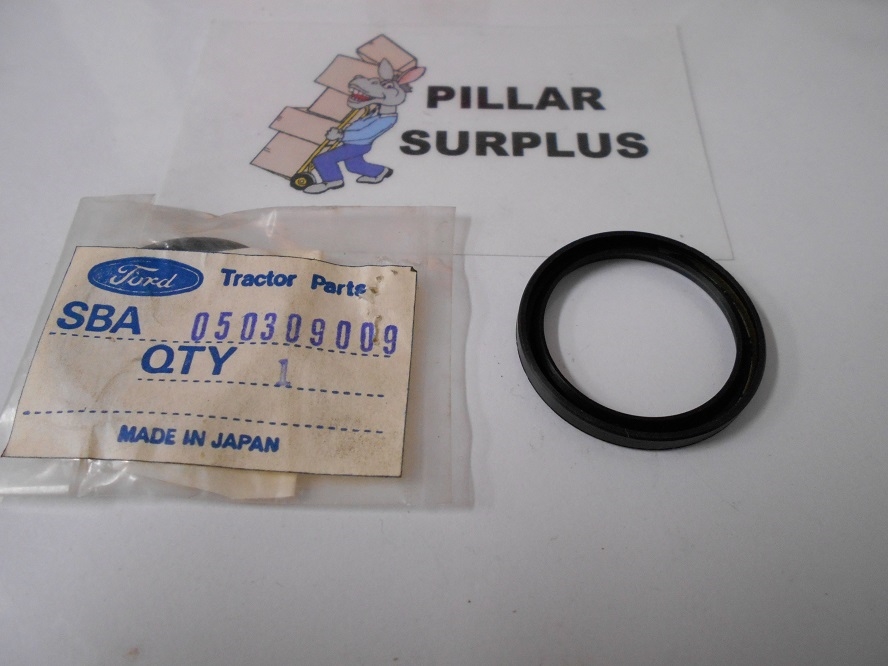 PILLAR
SURPLUS
Ford Tractor Parts
SBA 050309009
QTY 1
MADE IN JAPAN